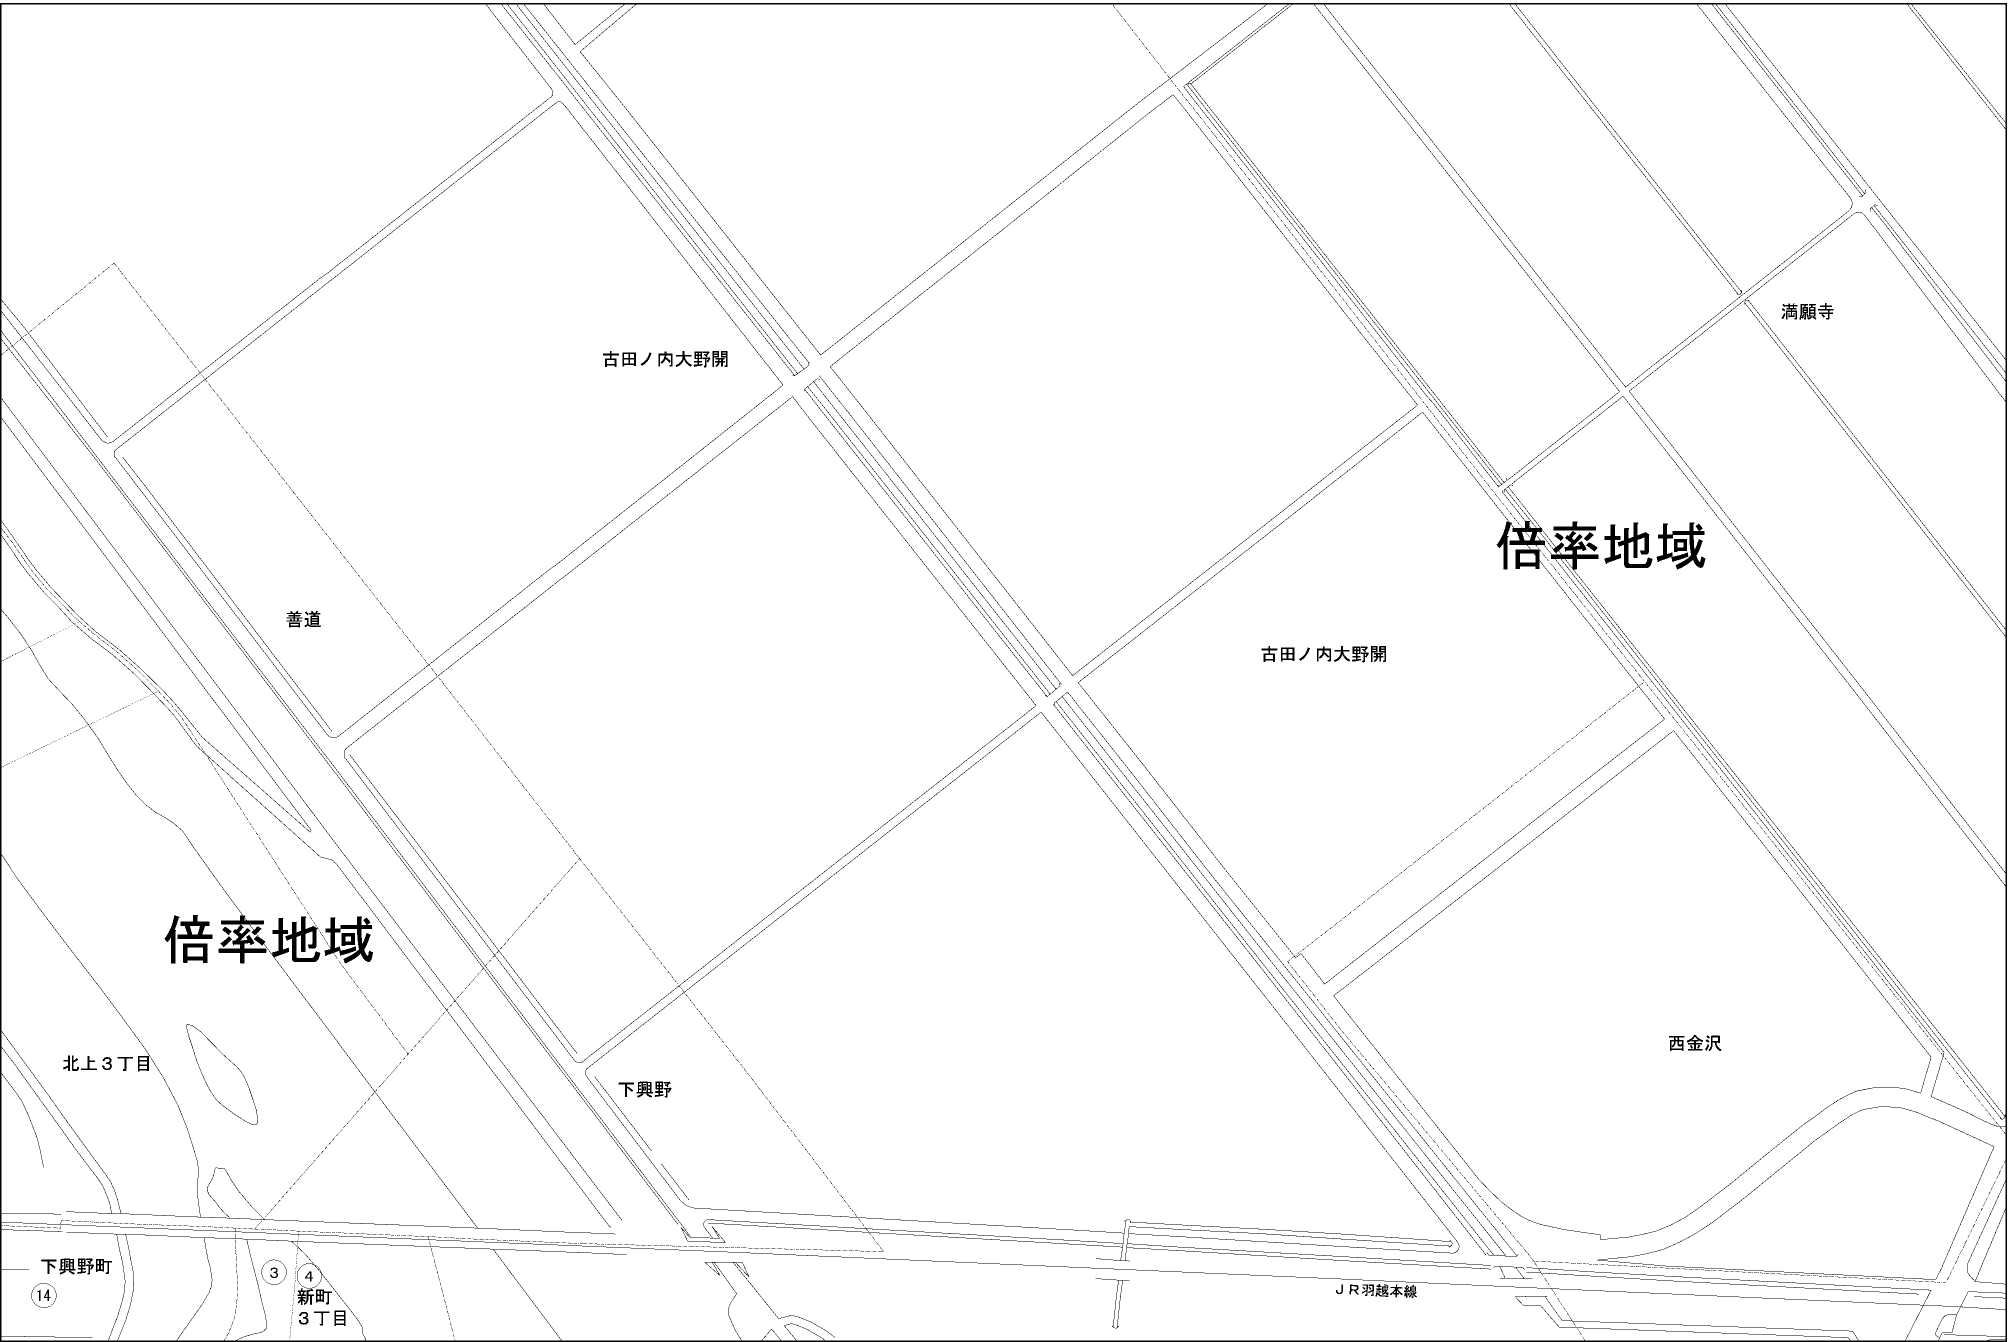 満願寺
古田ノ内大野開
倍率地域
善道
古田ノ内大野開
倍率地域
西金沢
北上３丁目
下興野
下興野町
14
3
4
新町
３丁目
ＪＲ羽越本線